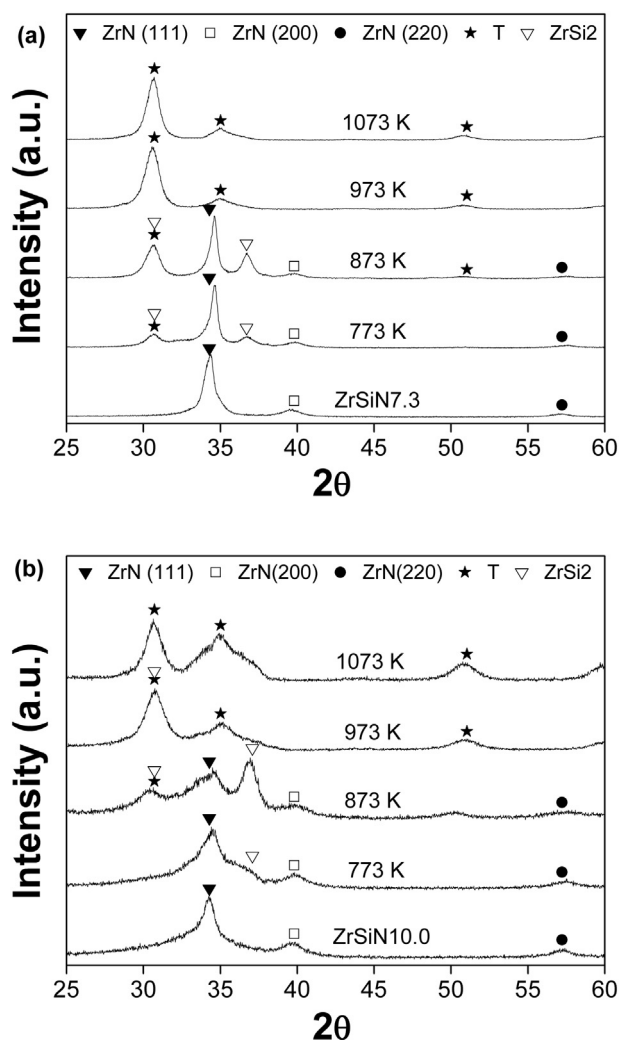 (a)
▼ ZrN (111) □ ZrN (200) ● ZrN (220) ★ T ▽ ZrSi2
Intensity (a.u.)
1073 K
973 K
873 K
773 K
ZrSiN7.3
25 30 35 40 45 50 55 60
2θ
(b)
▼ ZrN (111) □ ZrN(200) ● ZrN(220) ★ T ▽ ZrSi2
Intensity (a.u.)
1073 K
973 K
873 K
773 K
ZrSiN10.0
25 30 35 40 45 50 55 60
2θ